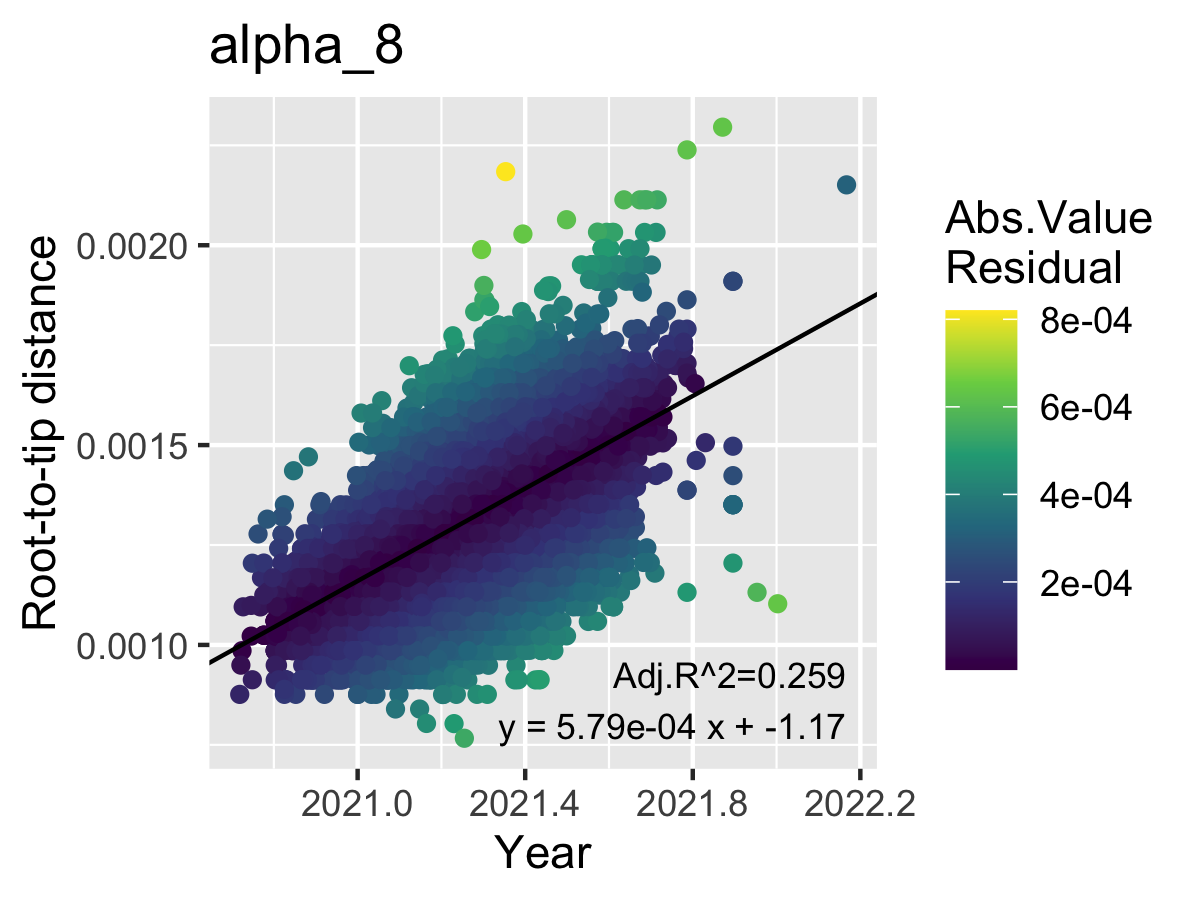 alpha_8
Root-to-tip distance
0.0020
0.0015
0.0010
Adj.R^2=0.259
y = 5.79e-04 x + -1.17
2021.0
2021.4
2021.8
2022.2
Year
Abs.Value
Residual
8e-04
6e-04
4e-04
2e-04